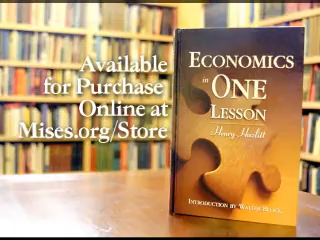 Available
for Purchase
Online at
Mises.org/Store
ECONOMICS
in ONE
LESSON
Henry Hazlitt
INTRODUCTION BY WALTER BLOCK